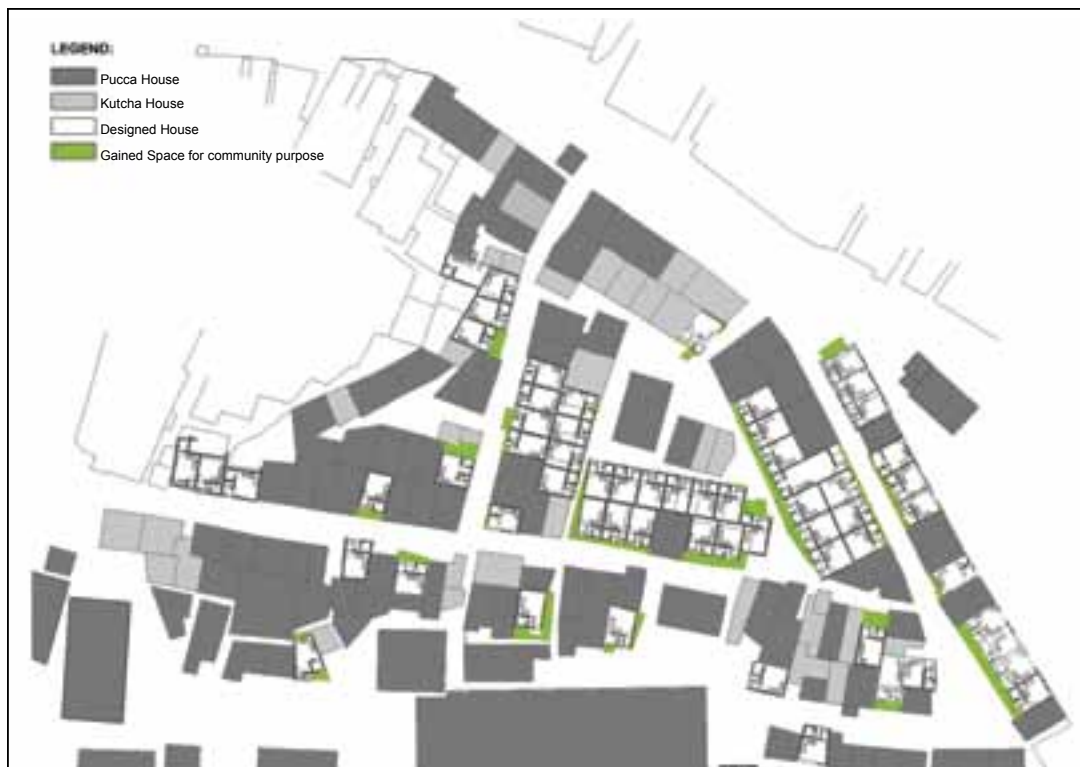 LEGEND:
Pucca House
Kutcha House
Designed House
Gained Space for community purpose